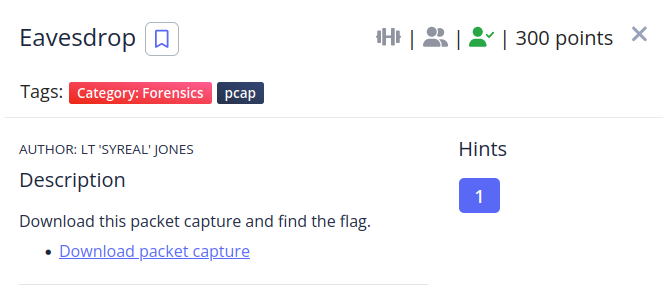 Eavesdrop
| | | 300 points
Tags: Category: Forensics pcap
AUTHOR: LT 'SYREAL' JONES
Hints
Description
1
Download this packet capture and find the flag.
• Download packet capture